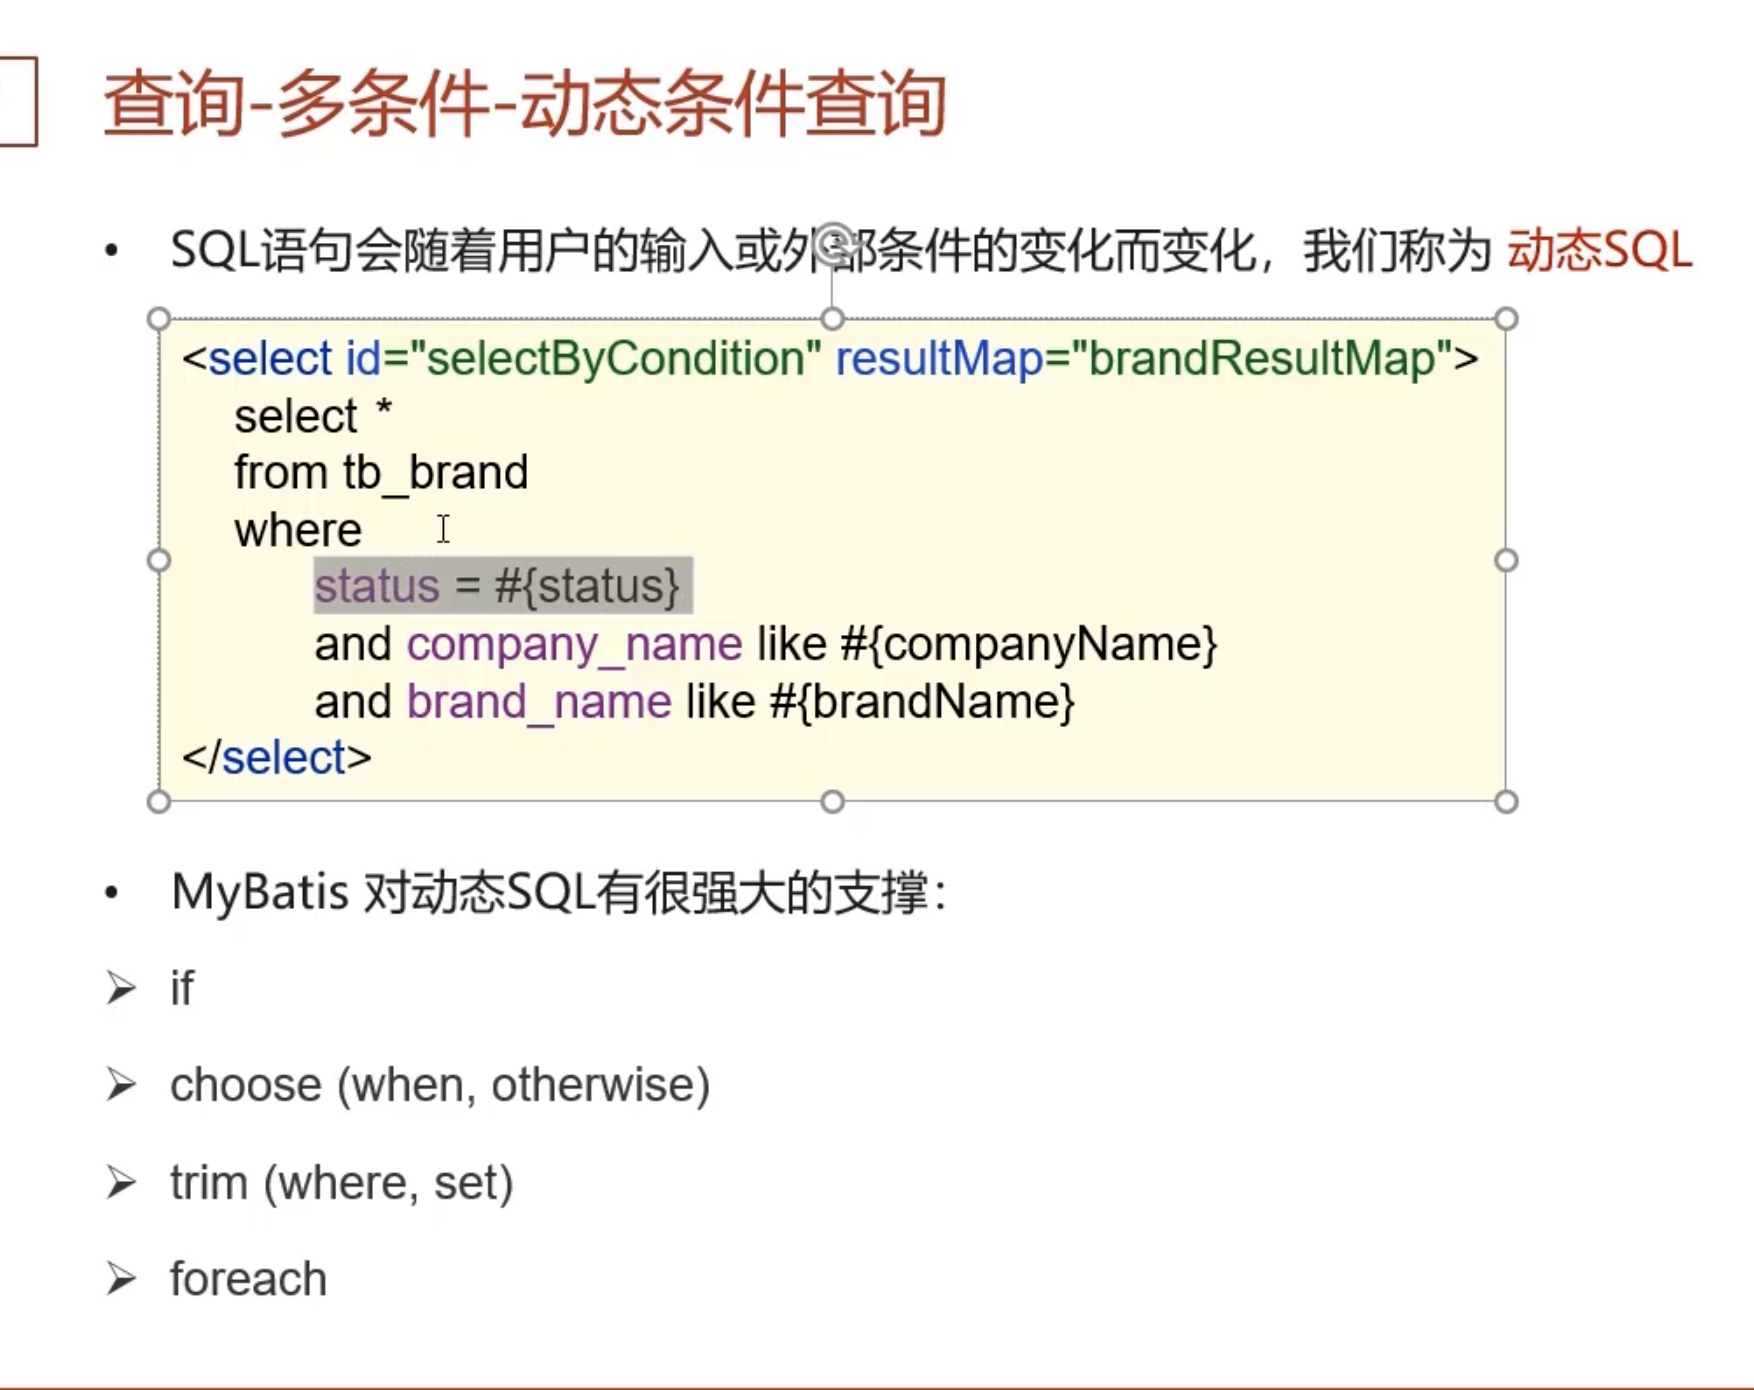 查询-多条件-动态条件查询
• SQL语句会随着用户的输入或外部条件的变化而变化，我们称为 动态SQL
<select id="selectByCondition" resultMap="brandResultMap">
select *
from tb_brand
where
status = #{status}
and company_name like #{companyName}
and brand_name like #{brandName}
</select>
• MyBatis 对动态SQL有很强大的支撑：
➢ if
➢ choose (when, otherwise)
➢ trim (where, set)
➢ foreach